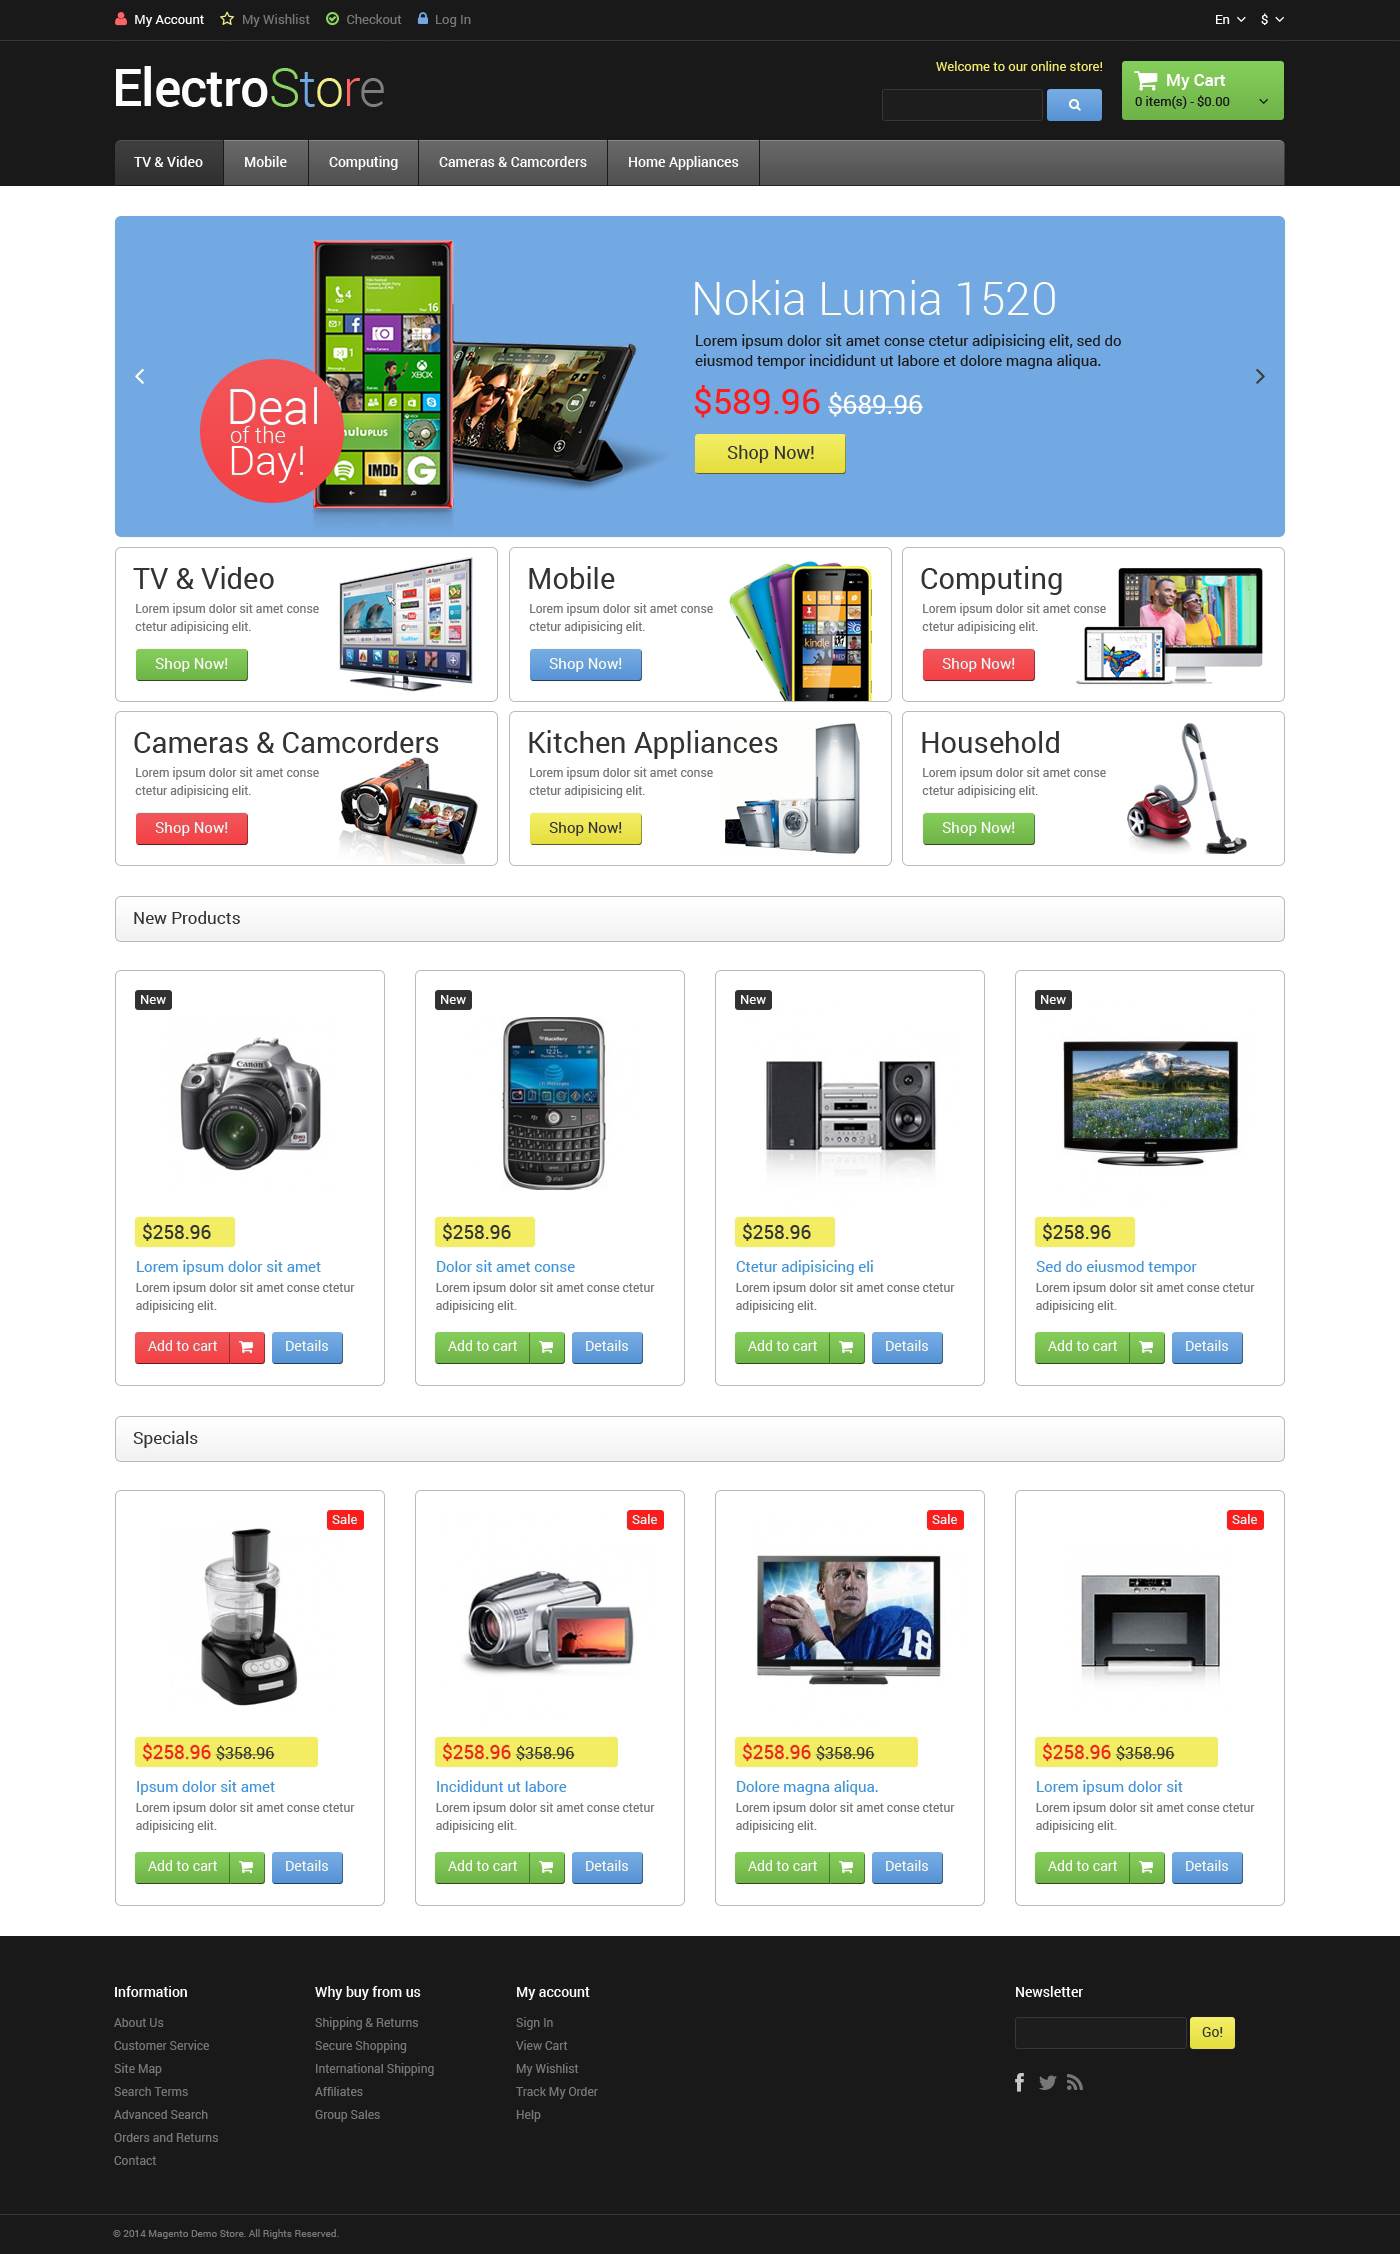 My Account My Wishlist Checkout Log In En $
ElectroStore
Welcome to our online store!
My Cart
0 item(s) - $0.00
TV & Video Mobile Computing Cameras & Camcorders Home Appliances
Deal
of the
Day!
NOKIA
11:16
4
16
XBOX
huluPLUS
IMDb
G
Nokia Lumia 1520
Lorem ipsum dolor sit amet conse ctetur adipisicing elit, sed do
eiusmod tempor incididunt ut labore et dolore magna aliqua.
$589.96 $689.96
Shop Now!
TV & Video
Lorem ipsum dolor sit amet conse
ctetur adipisicing elit.
Shop Now!
Mobile
Lorem ipsum dolor sit amet conse
ctetur adipisicing elit.
Shop Now!
kindle
Computing
Lorem ipsum dolor sit amet conse
ctetur adipisicing elit.
Shop Now!
Cameras & Camcorders
Lorem ipsum dolor sit amet conse
ctetur adipisicing elit.
Shop Now!
Kitchen Appliances
Lorem ipsum dolor sit amet conse
ctetur adipisicing elit.
Shop Now!
Household
Lorem ipsum dolor sit amet conse
ctetur adipisicing elit.
Shop Now!
New Products
New
Canon
$258.96
Lorem ipsum dolor sit amet
Lorem ipsum dolor sit amet conse ctetur
adipisicing elit.
Add to cart Details
New
BlackBerry
12:21
at&t
$258.96
Dolor sit amet conse
Lorem ipsum dolor sit amet conse ctetur
adipisicing elit.
Add to cart Details
New
$258.96
Ctetur adipisicing eli
Lorem ipsum dolor sit amet conse ctetur
adipisicing elit.
Add to cart Details
New
$258.96
Sed do eiusmod tempor
Lorem ipsum dolor sit amet conse ctetur
adipisicing elit.
Add to cart Details
Specials
Sale
$258.96 $358.96
Ipsum dolor sit amet
Lorem ipsum dolor sit amet conse ctetur
adipisicing elit.
Add to cart Details
Sale
O.I.S.
$258.96 $358.96
Incididunt ut labore
Lorem ipsum dolor sit amet conse ctetur
adipisicing elit.
Add to cart Details
Sale
18
$258.96 $358.96
Dolore magna aliqua.
Lorem ipsum dolor sit amet conse ctetur
adipisicing elit.
Add to cart Details
Sale
$258.96 $358.96
Lorem ipsum dolor sit
Lorem ipsum dolor sit amet conse ctetur
adipisicing elit.
Add to cart Details
Information
About Us
Customer Service
Site Map
Search Terms
Advanced Search
Orders and Returns
Contact
Why buy from us
Shipping & Returns
Secure Shopping
International Shipping
Affiliates
Group Sales
My account
Sign In
View Cart
My Wishlist
Track My Order
Help
Newsletter
Go!
© 2014 Magento Demo Store. All Rights Reserved.